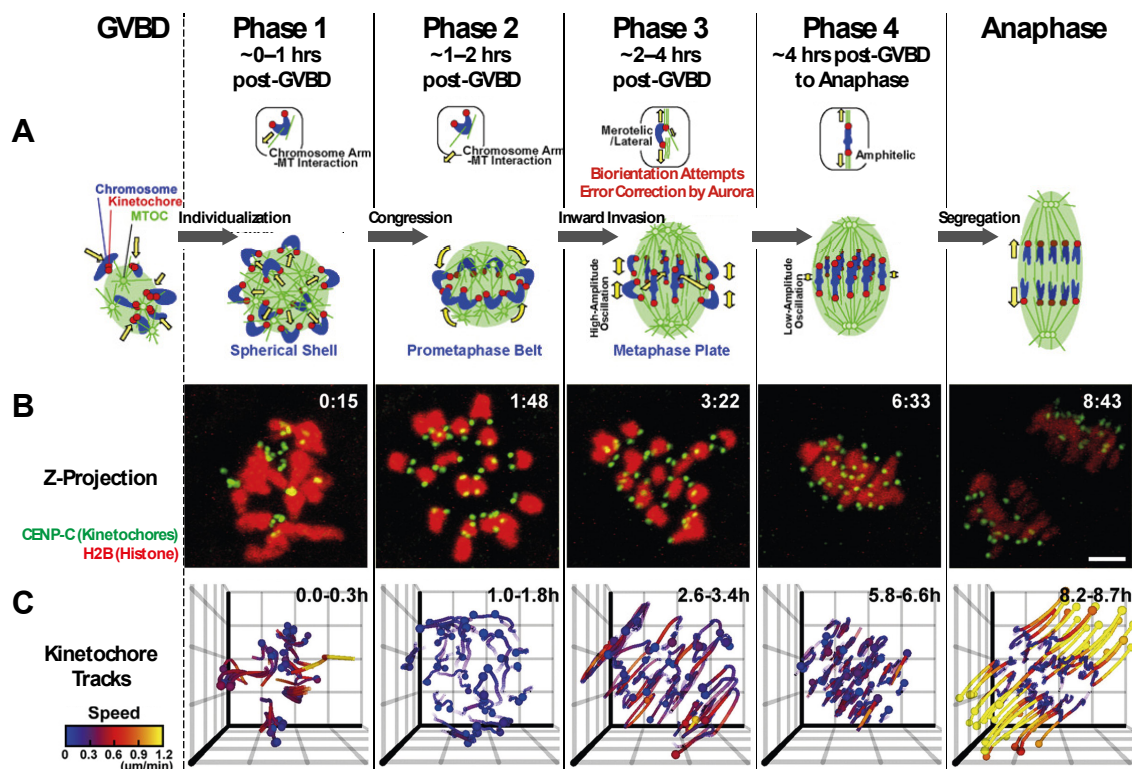 GVBD
Phase 1
~0–1 hrs
post-GVBD
Phase 2
~1–2 hrs
post-GVBD
Phase 3
~2–4 hrs
post-GVBD
Phase 4
~4 hrs post-GVBD
to Anaphase
Anaphase
A
Chromosome Arm
-MT Interaction
Chromosome Arm
-MT Interaction
Merotelic
/Lateral
Biorientation Attempts
Error Correction by Aurora
Amphitelic
Chromosome
Kinetochore
MTOC
Individualization
Congression
Inward Invasion
Segregation
High-Amplitude
Oscillation
Low-Amplitude
Oscillation
Spherical Shell
Prometaphase Belt
Metaphase Plate
B
Z-Projection
CENP-C (Kinetochores)
H2B (Histone)
0:15
1:48
3:22
6:33
8:43
C
Kinetochore
Tracks
Speed
0 0.3 0.6 0.9 1.2
(um/min)
0.0-0.3h
1.0-1.8h
2.6-3.4h
5.8-6.6h
8.2-8.7h